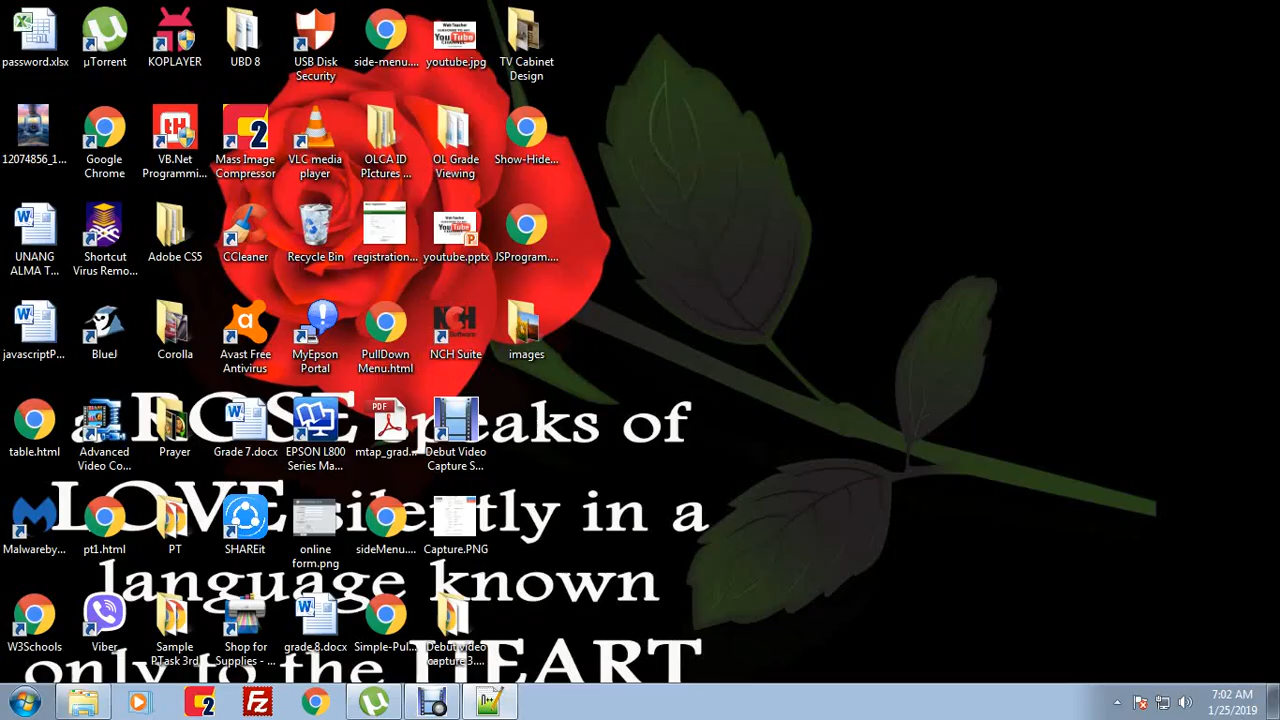 password.xlsx
µTorrent
KOPLAYER
UBD 8
USB Disk
Security
side-menu....
youtube.jpg
TV Cabinet
Design
12074856_1...
Google
Chrome
VB.Net
Programmi...
Mass Image
Compressor
VLC media
player
OLCA ID
PIctures ...
OL Grade
Viewing
Show-Hide...
UNANG
ALMA T...
Shortcut
Virus Remo...
Adobe CS5
CCleaner
Recycle Bin
registration...
youtube.pptx
JSProgram....
javascriptP...
BlueJ
Corolla
Avast Free
Antivirus
MyEpson
Portal
PullDown
Menu.html
NCH Suite
images
a ROSE speaks of
table.html
Advanced
Video Co...
Prayer
Grade 7.docx
EPSON L800
Series Ma...
mtap_grad...
Debut Video
Capture S...
LOVE silently in a
Malwareby...
pt1.html
PT
SHAREit
online
form.png
sideMenu....
Capture.PNG
language known
W3Schools
Viber
Sample
PTask 3rd...
Shop for
Supplies - ...
grade 8.docx
Simple-Pul...
Debut video
capture 3....
only to the HEART
7:02 AM
1/25/2019